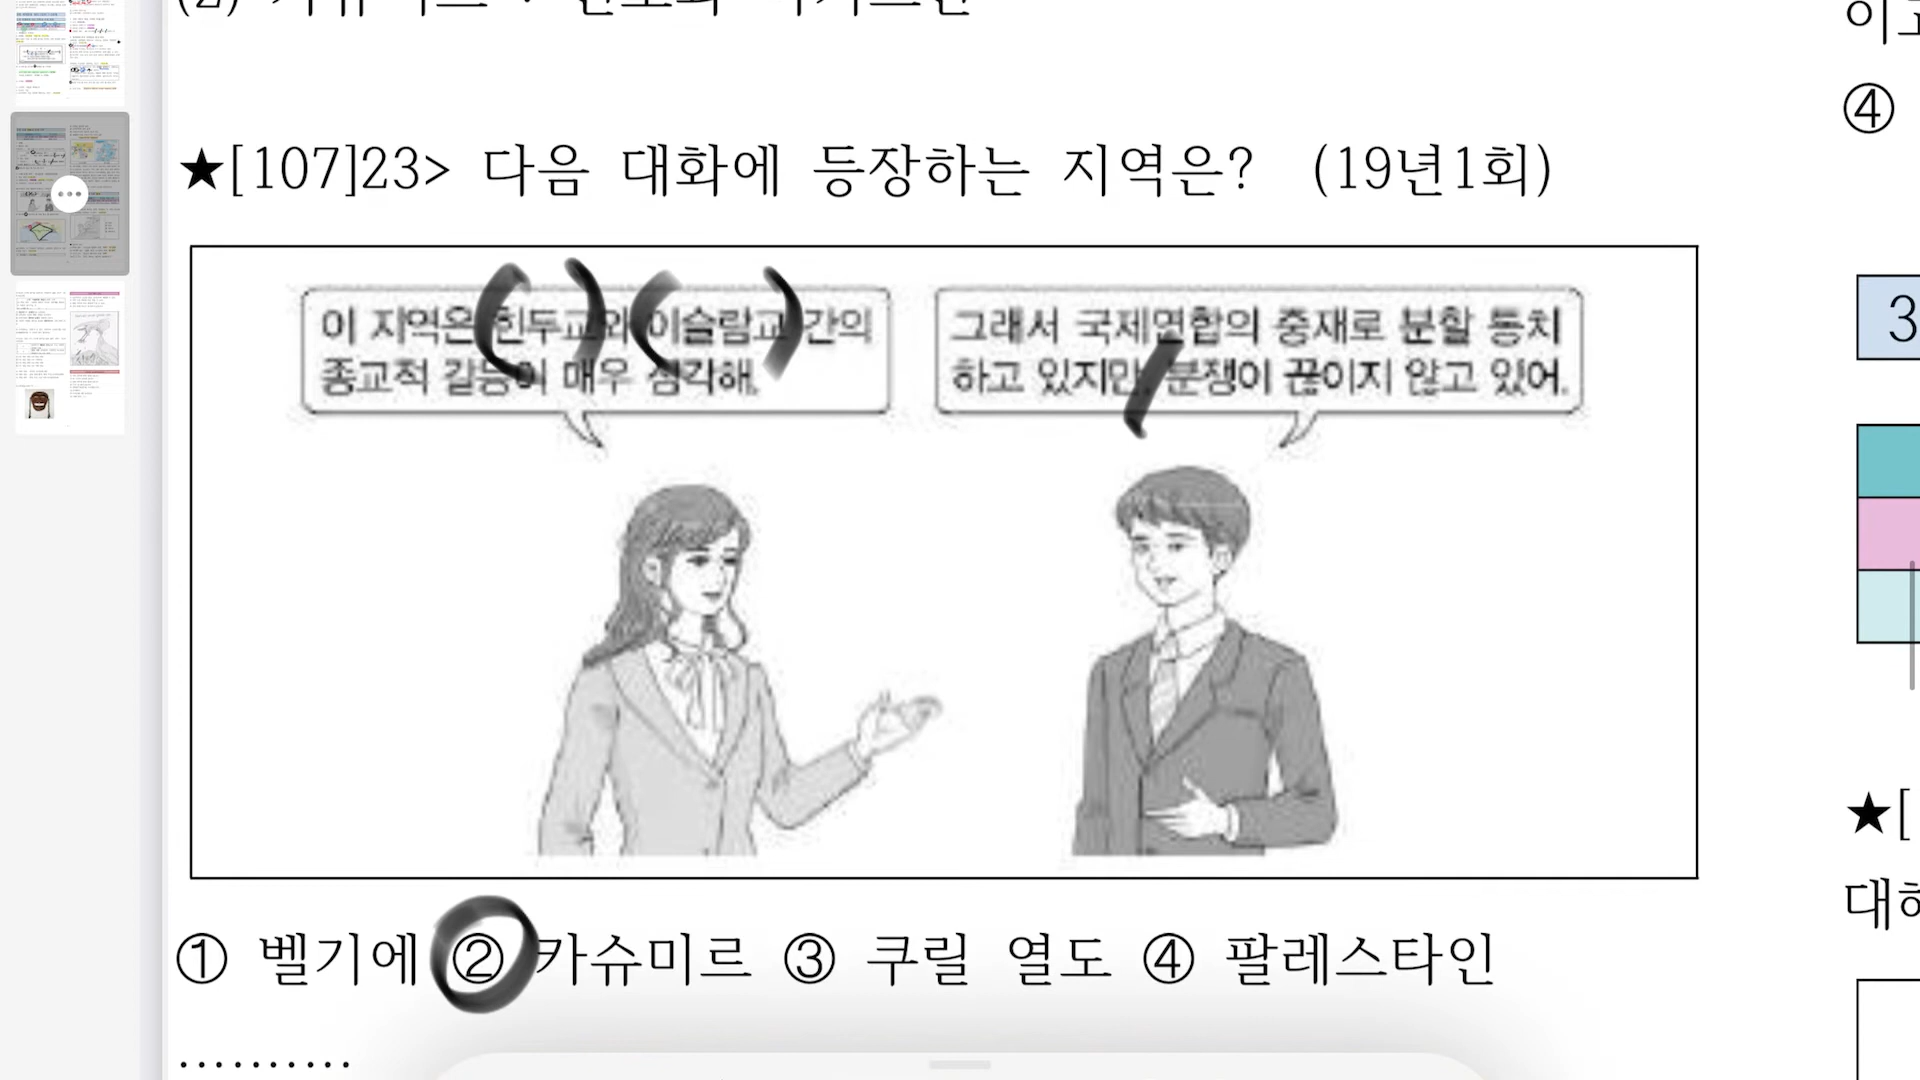 ★[107]23> 다음 대화에 등장하는 지역은? (19년1회)
이 지역은 힌두교와 이슬람교 간의
종교적 갈등이 매우 심각해.
그래서 국제연합의 중재로 분할 통치
하고 있지만, 분쟁이 끊이지 않고 있어.
① 벨기에 ② 카슈미르 ③ 쿠릴 열도 ④ 팔레스타인
··········
④
3
★[